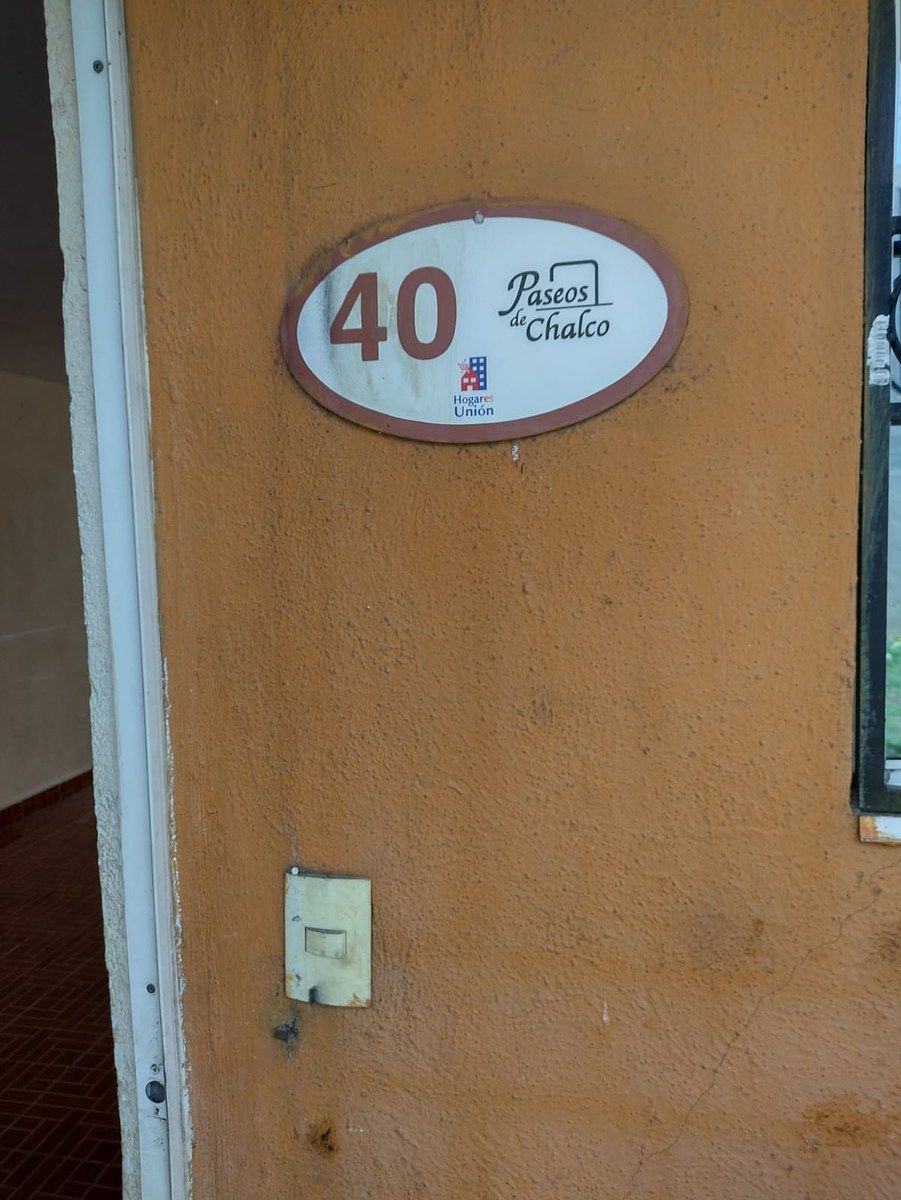 40
Paseos
de Chalco
Hogares
Unión